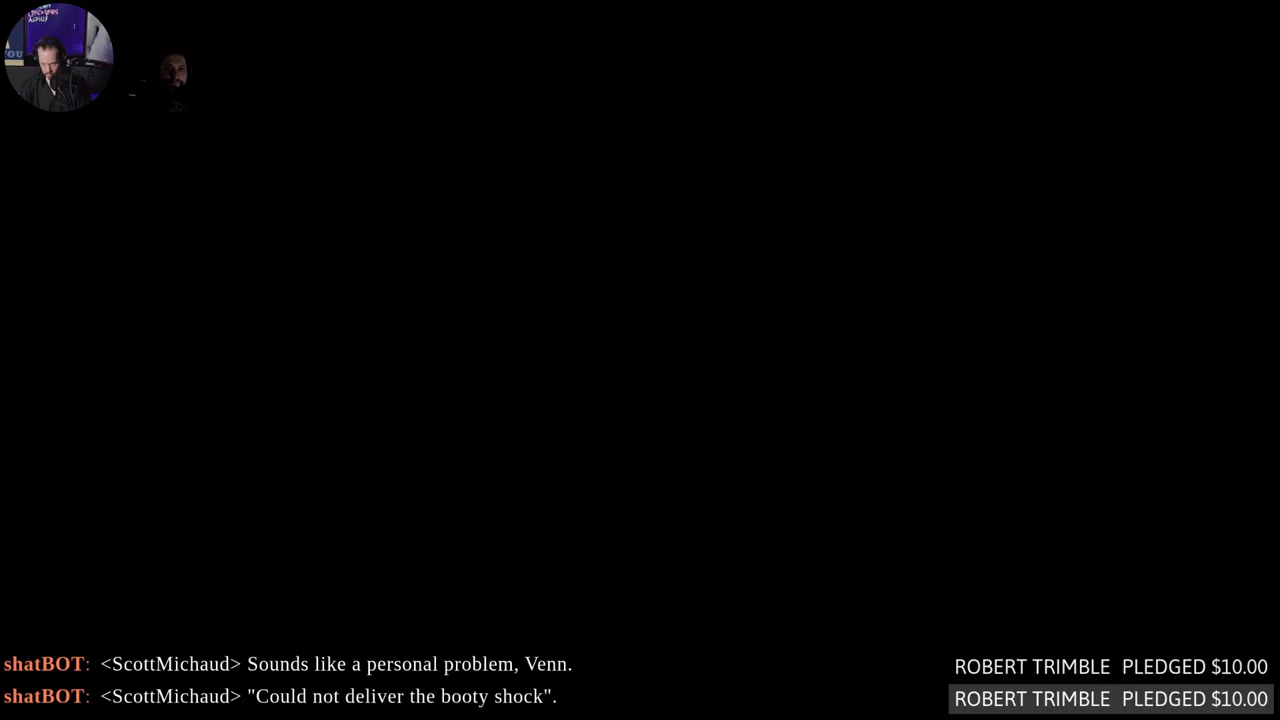 YOU
shatBOT: <ScottMichaud> Sounds like a personal problem, Venn.
shatBOT: <ScottMichaud> "Could not deliver the booty shock".
ROBERT TRIMBLE PLEDGED $10.00
ROBERT TRIMBLE PLEDGED $10.00